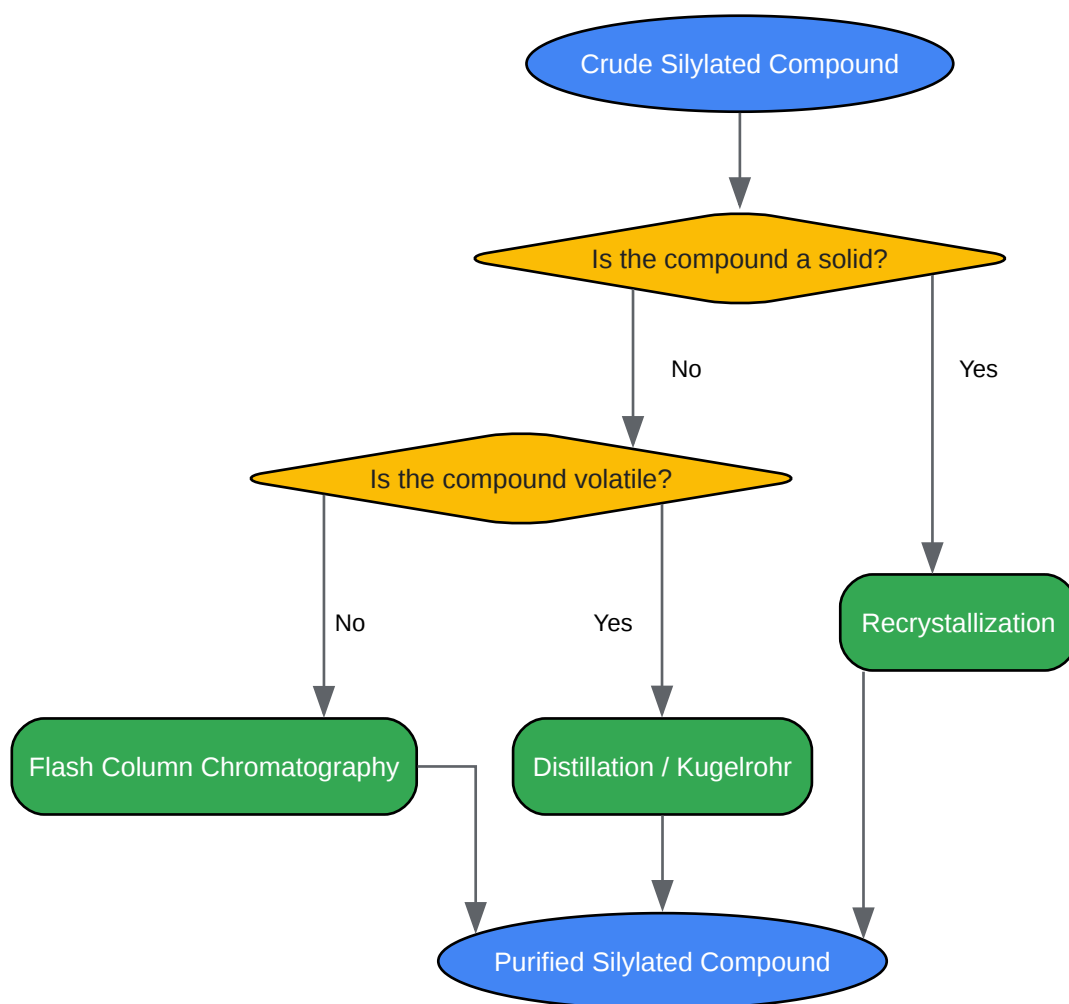 Crude Silylated Compound
Is the compound a solid?
No
Yes
Is the compound volatile?
No
Yes
Recrystallization
Flash Column Chromatography
Distillation / Kugelrohr
Purified Silylated Compound